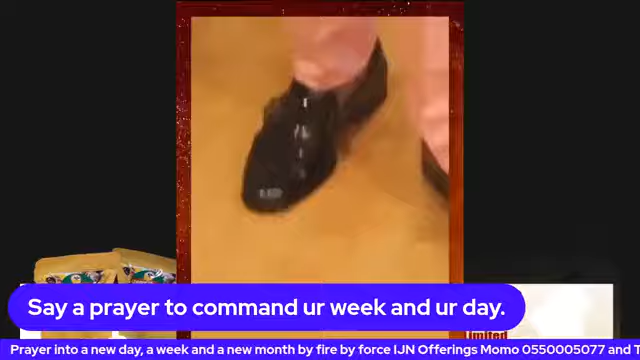 Say a prayer to command ur week and ur day.
Limited
Prayer into a new day, a week and a new month by fire by force IJN Offerings Momo 0550005077 and T